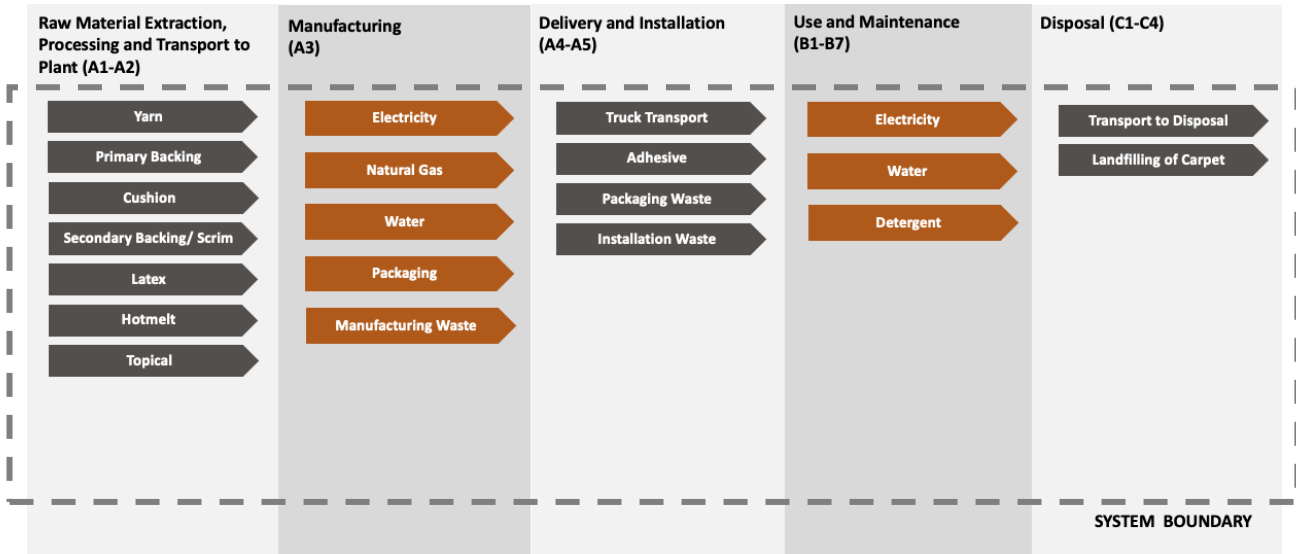 Raw Material Extraction,
Processing and Transport to
Plant (A1-A2)
Yarn
Primary Backing
Cushion
Secondary Backing/ Scrim
Latex
Hotmelt
Topical
Manufacturing
(A3)
Electricity
Natural Gas
Water
Packaging
Manufacturing Waste
Delivery and Installation
(A4-A5)
Truck Transport
Adhesive
Packaging Waste
Installation Waste
Use and Maintenance
(B1-B7)
Electricity
Water
Detergent
Disposal (C1-C4)
Transport to Disposal
Landfilling of Carpet
SYSTEM BOUNDARY